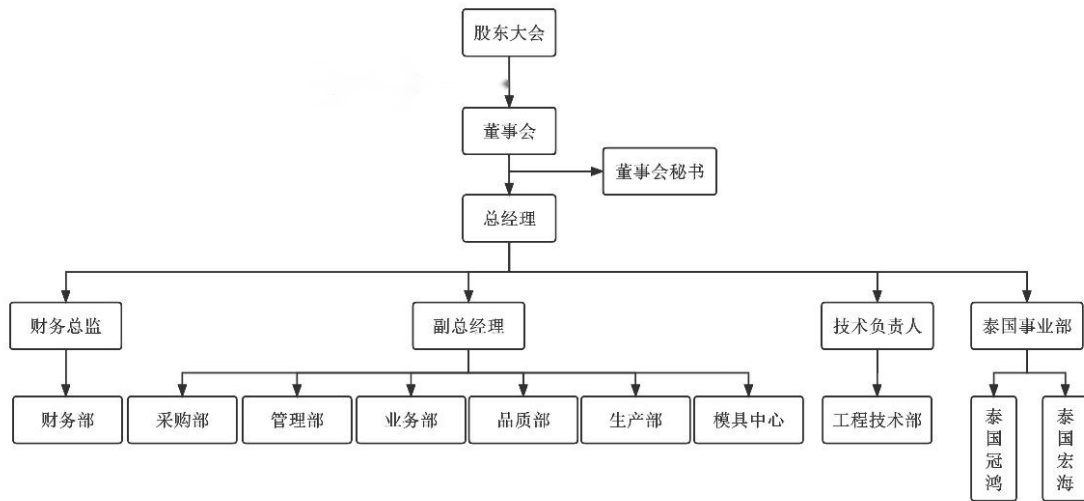 股东大会
董事会
董事会秘书
总经理
财务总监
副总经理
技术负责人
泰国事业部
财务部
采购部
管理部
业务部
品质部
生产部
模具中心
工程技术部
泰国冠鸿
泰国宏海